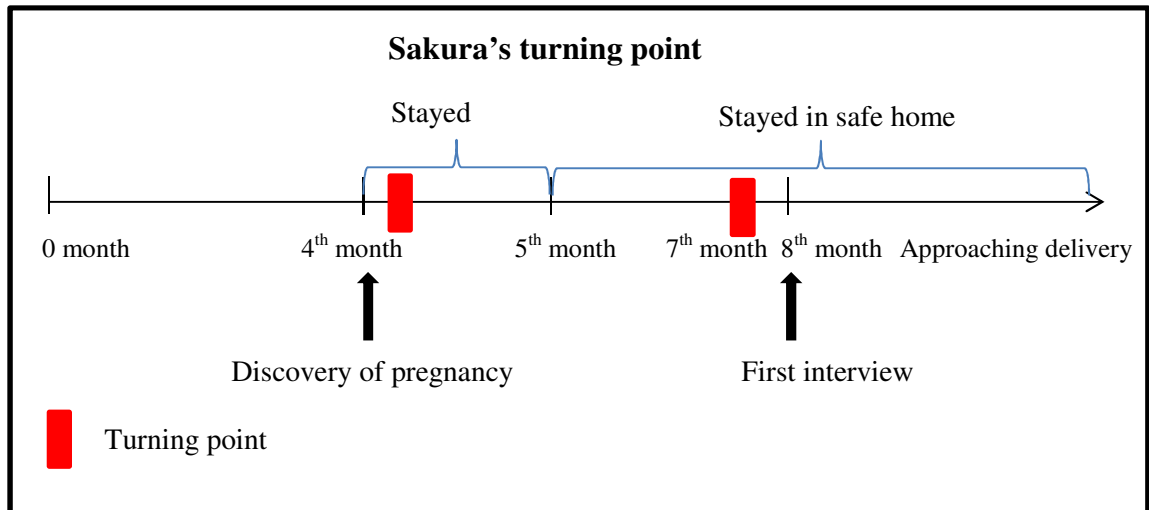 Sakura’s turning point
Stayed
Stayed in safe home
0 month 4th month 5th month 7th month 8th month Approaching delivery
Discovery of pregnancy First interview
Turning point